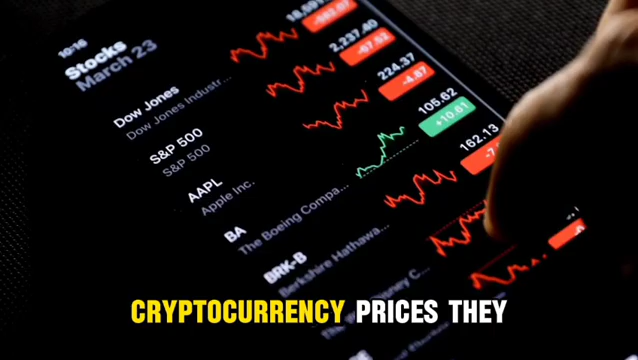 10:16
Stocks
March 23
Dow Jones
Dow Jones Industr...
2,237.40
-67.52
S&P 500
S&P 500
224.37
-4.87
AAPL
Apple Inc.
105.62
+10.61
BA
The Boeing Compa...
162.13
BRK-B
Berkshire Hathawa...
CRYPTOCURRENCY PRICES THEY